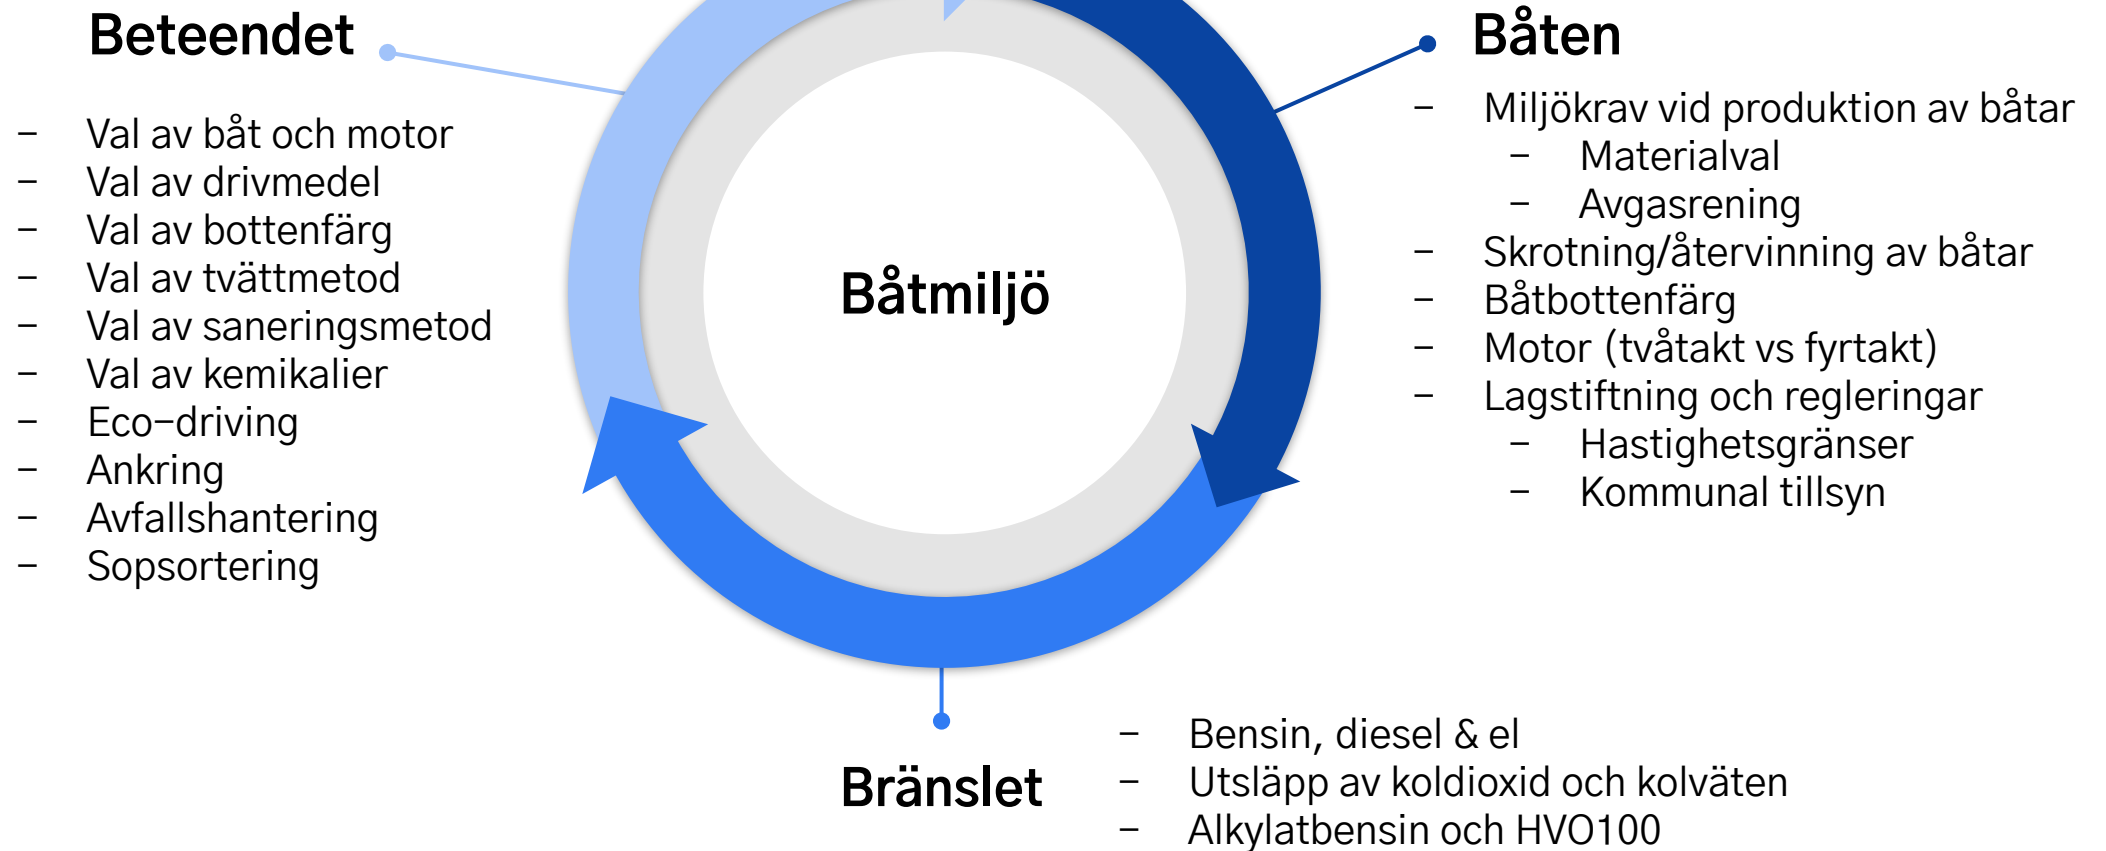 Beteendet
- Val av båt och motor
- Val av drivmedel
- Val av bottenfärg
- Val av tvättmetod
- Val av saneringsmetod
- Val av kemikalier
- Eco-driving
- Ankring
- Avfallshantering
- Sopsortering
Båtmiljö
Båten
- Miljökrav vid produktion av båtar
- Materialval
- Avgasrening
- Skrotning/återvinning av båtar
- Båtbottenfärg
- Motor (tvåtakt vs fyrtakt)
- Lagstiftning och regleringar
- Hastighetsgränser
- Kommunal tillsyn
Bränslet
- Bensin, diesel & el
- Utsläpp av koldioxid och kolväten
- Alkylatbensin och HVO100